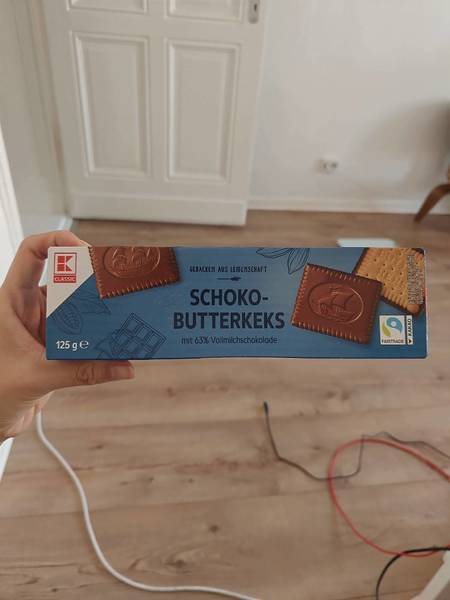 K
CLASSIC
GEBACKEN AUS LEIDENSCHAFT
SCHOKO-
BUTTERKEKS
mit 63% Vollmilchschokolade
125 g ℮
FAIRTRADE
KAKAO